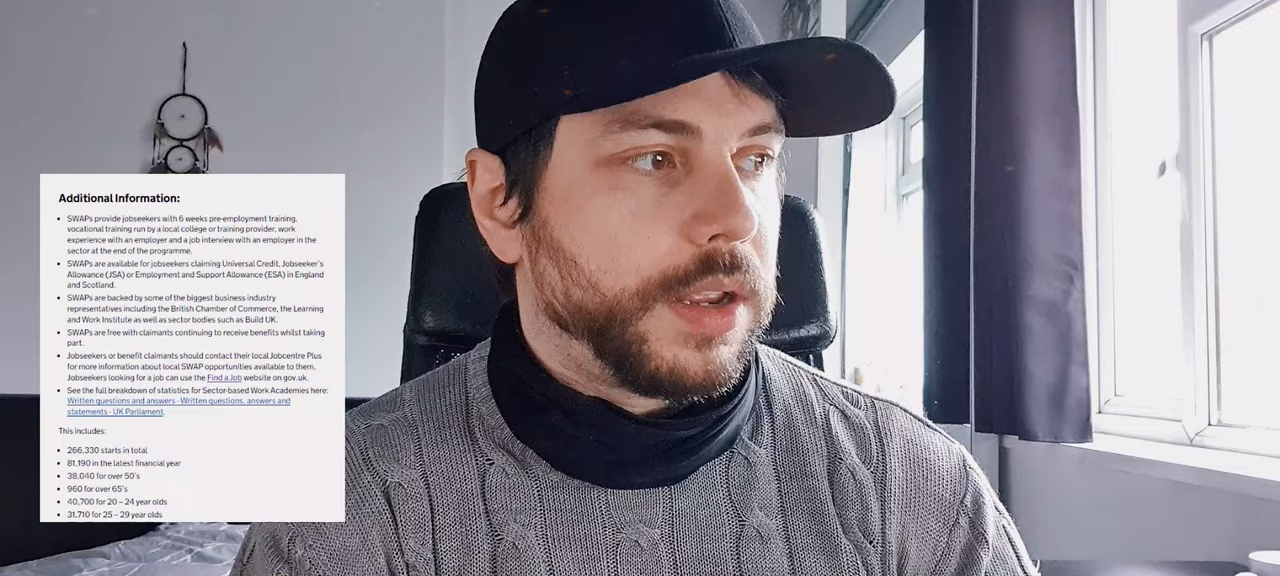 Additional Information:
SWAPs provide jobseekers with 6 weeks pre-employment training,
vocational training run by a local college or training provider, work
experience with an employer and a job interview with an employer in the
sector at the end of the programme.
SWAPs are available for jobseekers claiming Universal Credit, Jobseeker's
Allowance (JSA) or Employment and Support Allowance (ESA) in England
and Scotland.
SWAPs are backed by some of the biggest business industry
representatives including the British Chamber of Commerce, the Learning
and Work Institute as well as sector bodies such as Build UK.
SWAPs are free with claimants continuing to receive benefits whilst taking
part.
Jobseekers or benefit claimants should contact their local Jobcentre Plus
for more information about local SWAP opportunities available to them.
Jobseekers looking for a job can use the Find a Job website on gov.uk.
See the full breakdown of statistics for Sector-based Work Academies here:
Written questions and answers - Written questions, answers and
statements - UK Parliament.
This includes:
266,330 starts in total
81,190 in the latest financial year
38,040 for over 50's
960 for over 65's
40,700 for 20 – 24 year olds
31,710 for 25 – 29 year olds